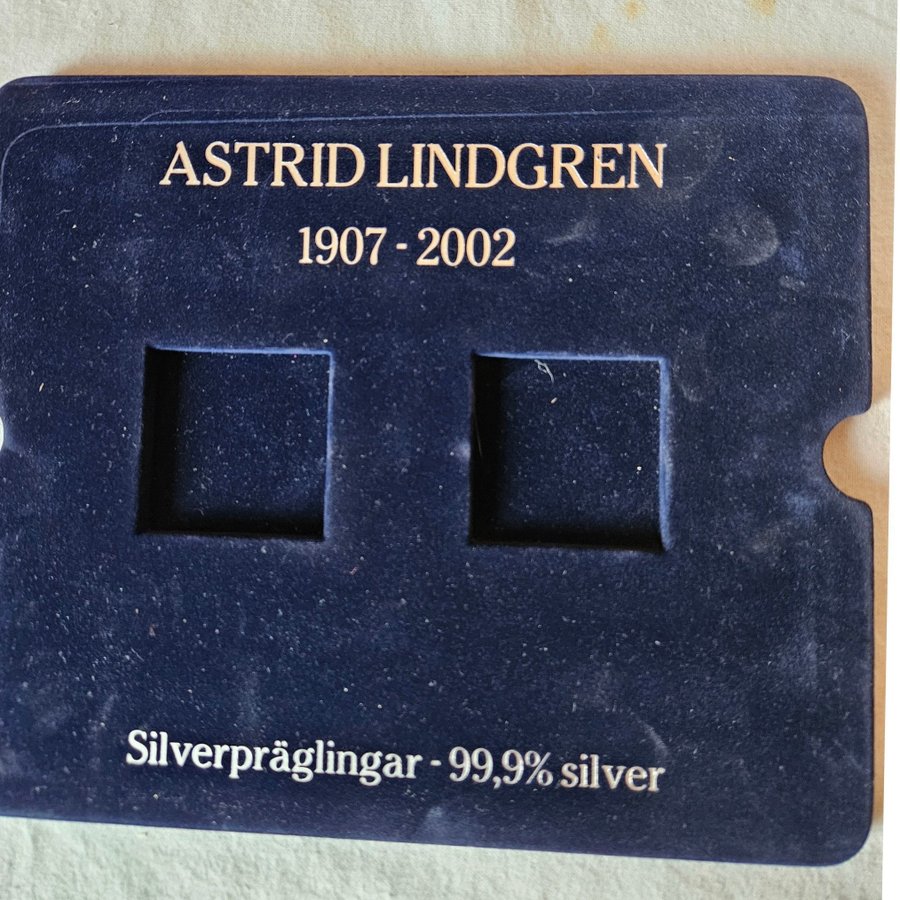 ASTRID LINDGREN
1907 - 2002
Silverpräglingar - 99,9% silver